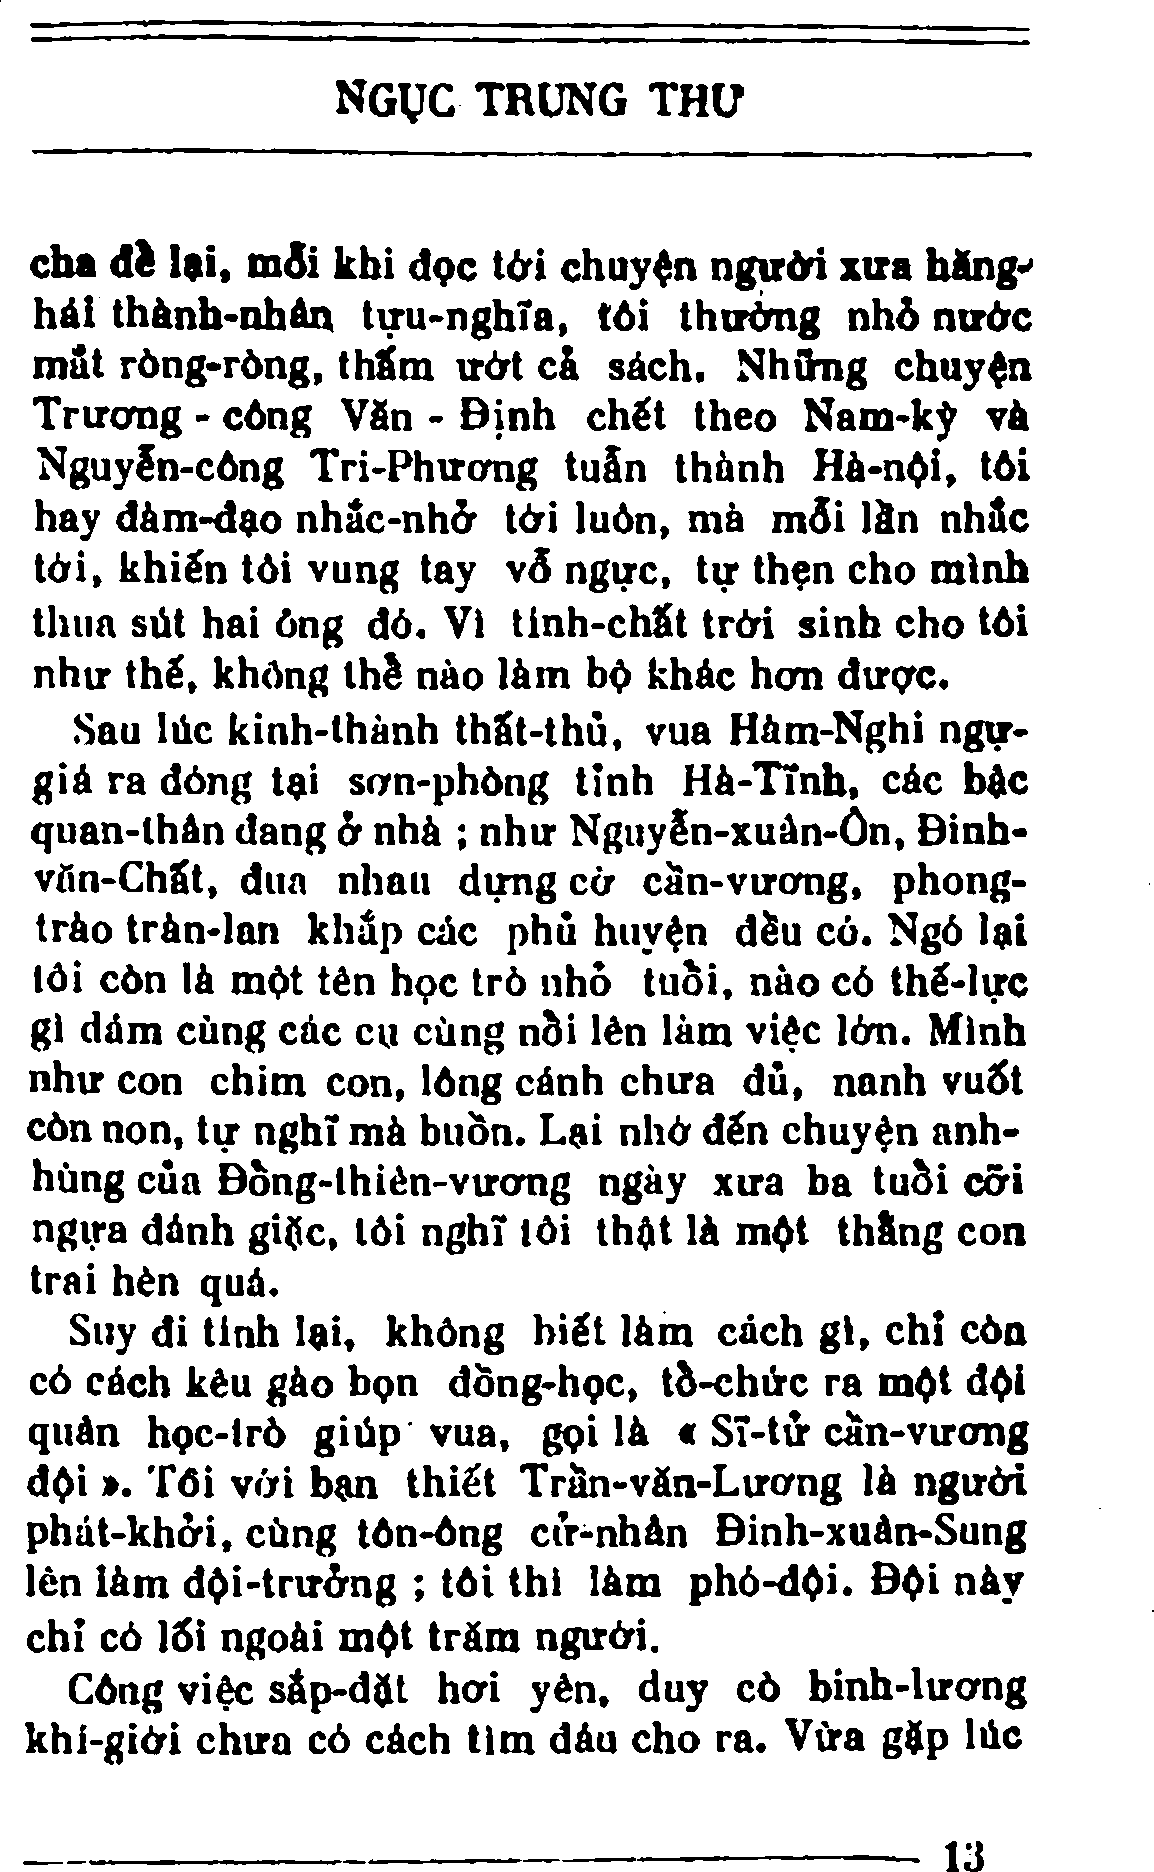 NGỤC TRUNG THƯ
cha để lại, mỗi khi đọc tới chuyện người xưa hăng-
hái thành-nhân tựu-nghĩa, tôi thường nhỏ nước
mắt ròng-ròng, thấm ướt cả sách. Những chuyện
Trương - công Văn - Định chết theo Nam-kỳ và
Nguyễn-công Tri-Phương tuẫn thành Hà-nội, tôi
hay đàm-đạo nhắc-nhở tới luôn, mà mỗi lần nhắc
tới, khiến tôi vung tay vỗ ngực, tự thẹn cho mình
thua sút hai ông đó. Vì tính-chất trời sinh cho tôi
như thế, không thể nào làm bộ khác hơn được.
Sau lúc kinh-thành thất-thủ, vua Hàm-Nghi ngự-
giá ra đóng tại sơn-phòng tỉnh Hà-Tĩnh, các bậc
quan-thân đang ở nhà ; như Nguyễn-xuân-Ôn, Đinh-
văn-Chất, đua nhau dựng cờ cần-vương, phong-
trào tràn-lan khắp các phủ huyện đều có. Ngó lại
tôi còn là một tên học trò nhỏ tuổi, nào có thế-lực
gì dám cùng các cụ cùng nổi lên làm việc lớn. Mình
như con chim con, lông cánh chưa đủ, nanh vuốt
còn non, tự nghĩ mà buồn. Lại nhớ đến chuyện anh-
hùng của Đổng-thiên-vương ngày xưa ba tuổi cỡi
ngựa đánh giặc, tôi nghĩ tôi thật là một thằng con
trai hèn quá.
Suy đi tính lại, không biết làm cách gì, chỉ còn
có cách kêu gào bọn đồng-học, tổ-chức ra một đội
quân học-trò giúp vua, gọi là « Sĩ-tử cần-vương
đội ». Tôi với bạn thiết Trần-văn-Lương là người
phát-khởi, cùng tôn-ông cử-nhân Đinh-xuân-Sung
lên làm đội-trưởng ; tôi thì làm phó-đội. Đội này
chỉ có lối ngoài một trăm người.
Công việc sắp-đặt hơi yên, duy cò binh-lương
khí-giới chưa có cách tìm đâu cho ra. Vừa gặp lúc
13